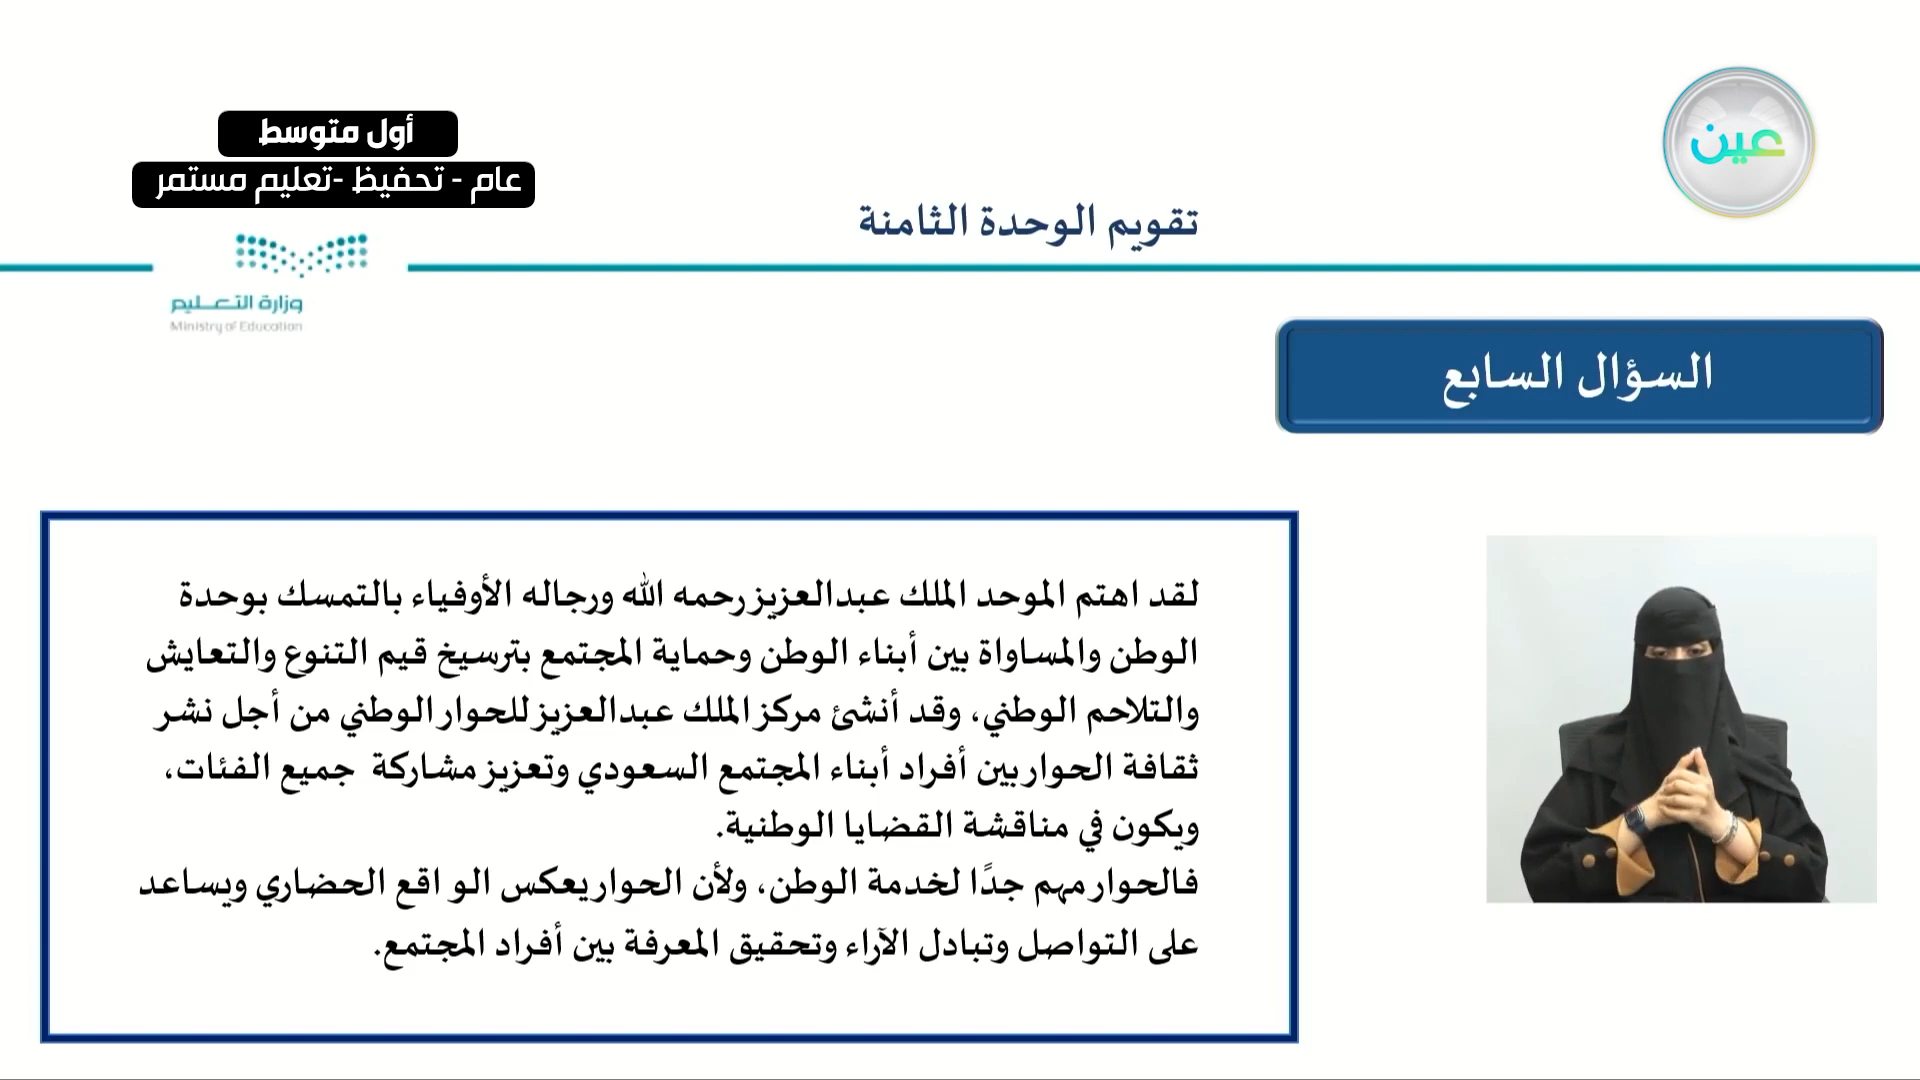 عين
أول متوسط
عام - تحفيظ -تعليم مستمر
تقويم الوحدة الثامنة
وزارة التعليم
Ministry of Education
السؤال السابع
لقد اهتم الموحد الملك عبدالعزيز رحمه الله ورجاله الأوفياء بالتمسك بوحدة
الوطن والمساواة بين أبناء الوطن وحماية المجتمع بترسيخ قيم التنوع والتعايش
والتلاحم الوطني، وقد أنشئ مركز الملك عبدالعزيز للحوار الوطني من أجل نشر
ثقافة الحوار بين أفراد أبناء المجتمع السعودي وتعزيز مشاركة جميع الفئات،
ويكون في مناقشة القضايا الوطنية.
فالحوار مهم جدًا لخدمة الوطن، ولأن الحوار يعكس الواقع الحضاري ويساعد
على التواصل وتبادل الآراء وتحقيق المعرفة بين أفراد المجتمع.